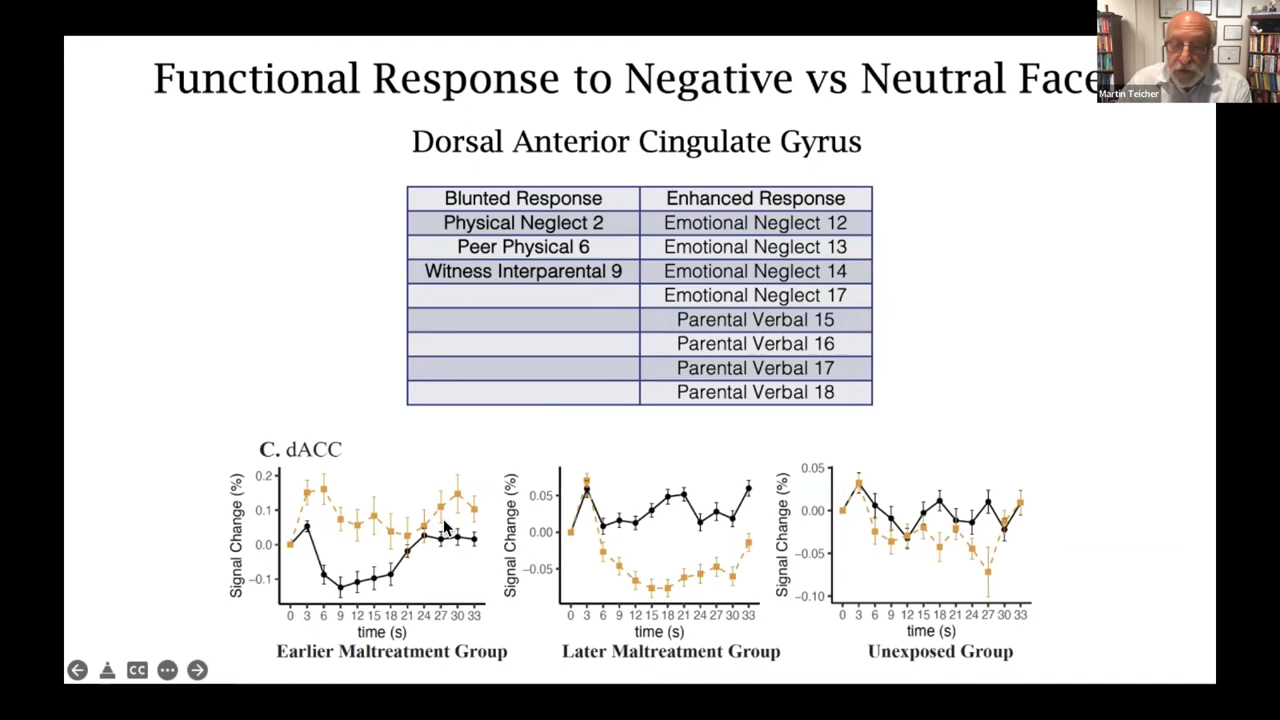 Functional Response to Negative vs Neutral Face
Martin Teicher
Dorsal Anterior Cingulate Gyrus
Blunted Response Enhanced Response
Physical Neglect 2 Emotional Neglect 12
Peer Physical 6 Emotional Neglect 13
Witness Interparental 9 Emotional Neglect 14
Emotional Neglect 17
Parental Verbal 15
Parental Verbal 16
Parental Verbal 17
Parental Verbal 18
C. dACC
Signal Change (%)
0.2
0.1
0.0
−0.1
0 3 6 9 12 15 18 21 24 27 30 33
time (s)
Earlier Maltreatment Group
Signal Change (%)
0.05
0.00
−0.05
0 3 6 9 12 15 18 21 24 27 30 33
time (s)
Later Maltreatment Group
Signal Change (%)
0.05
0.00
−0.05
−0.10
0 3 6 9 12 15 18 21 24 27 30 33
time (s)
Unexposed Group
CC